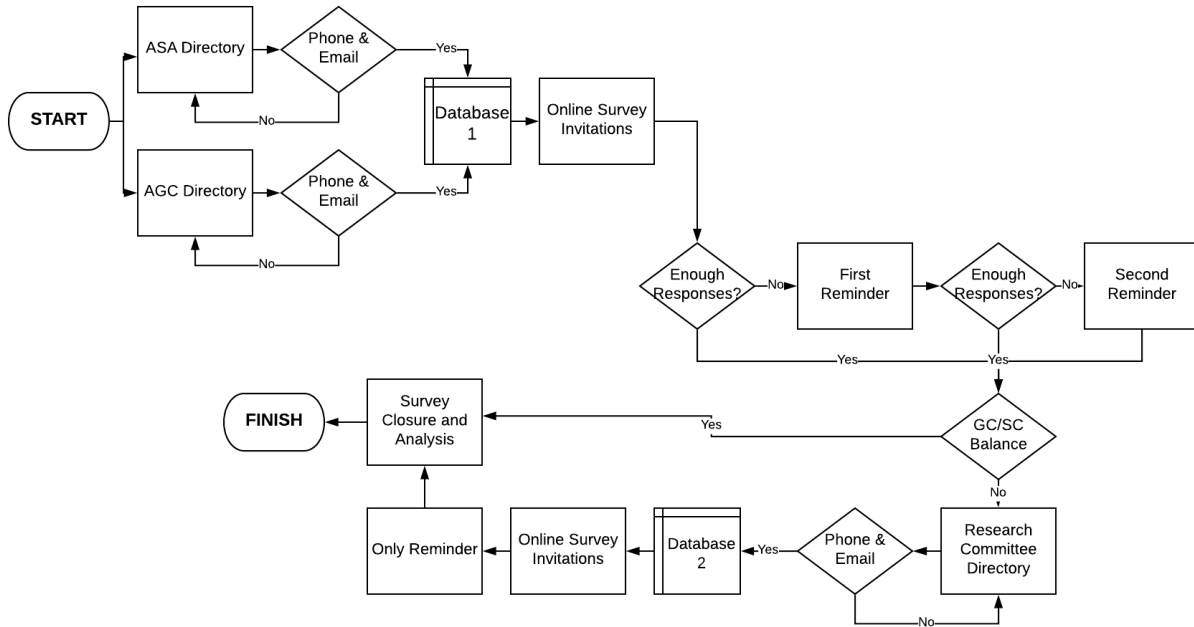 START
ASA Directory
Phone &
Email
Yes
No
AGC Directory
Phone &
Email
Yes
No
Database
1
Online Survey
Invitations
Enough
Responses?
No
First
Reminder
Enough
Responses?
No
Second
Reminder
Yes
Yes
GC/SC
Balance
Yes
No
Survey
Closure and
Analysis
FINISH
Research
Committee
Directory
Phone &
Email
No
Yes
Database
2
Online Survey
Invitations
Only Reminder